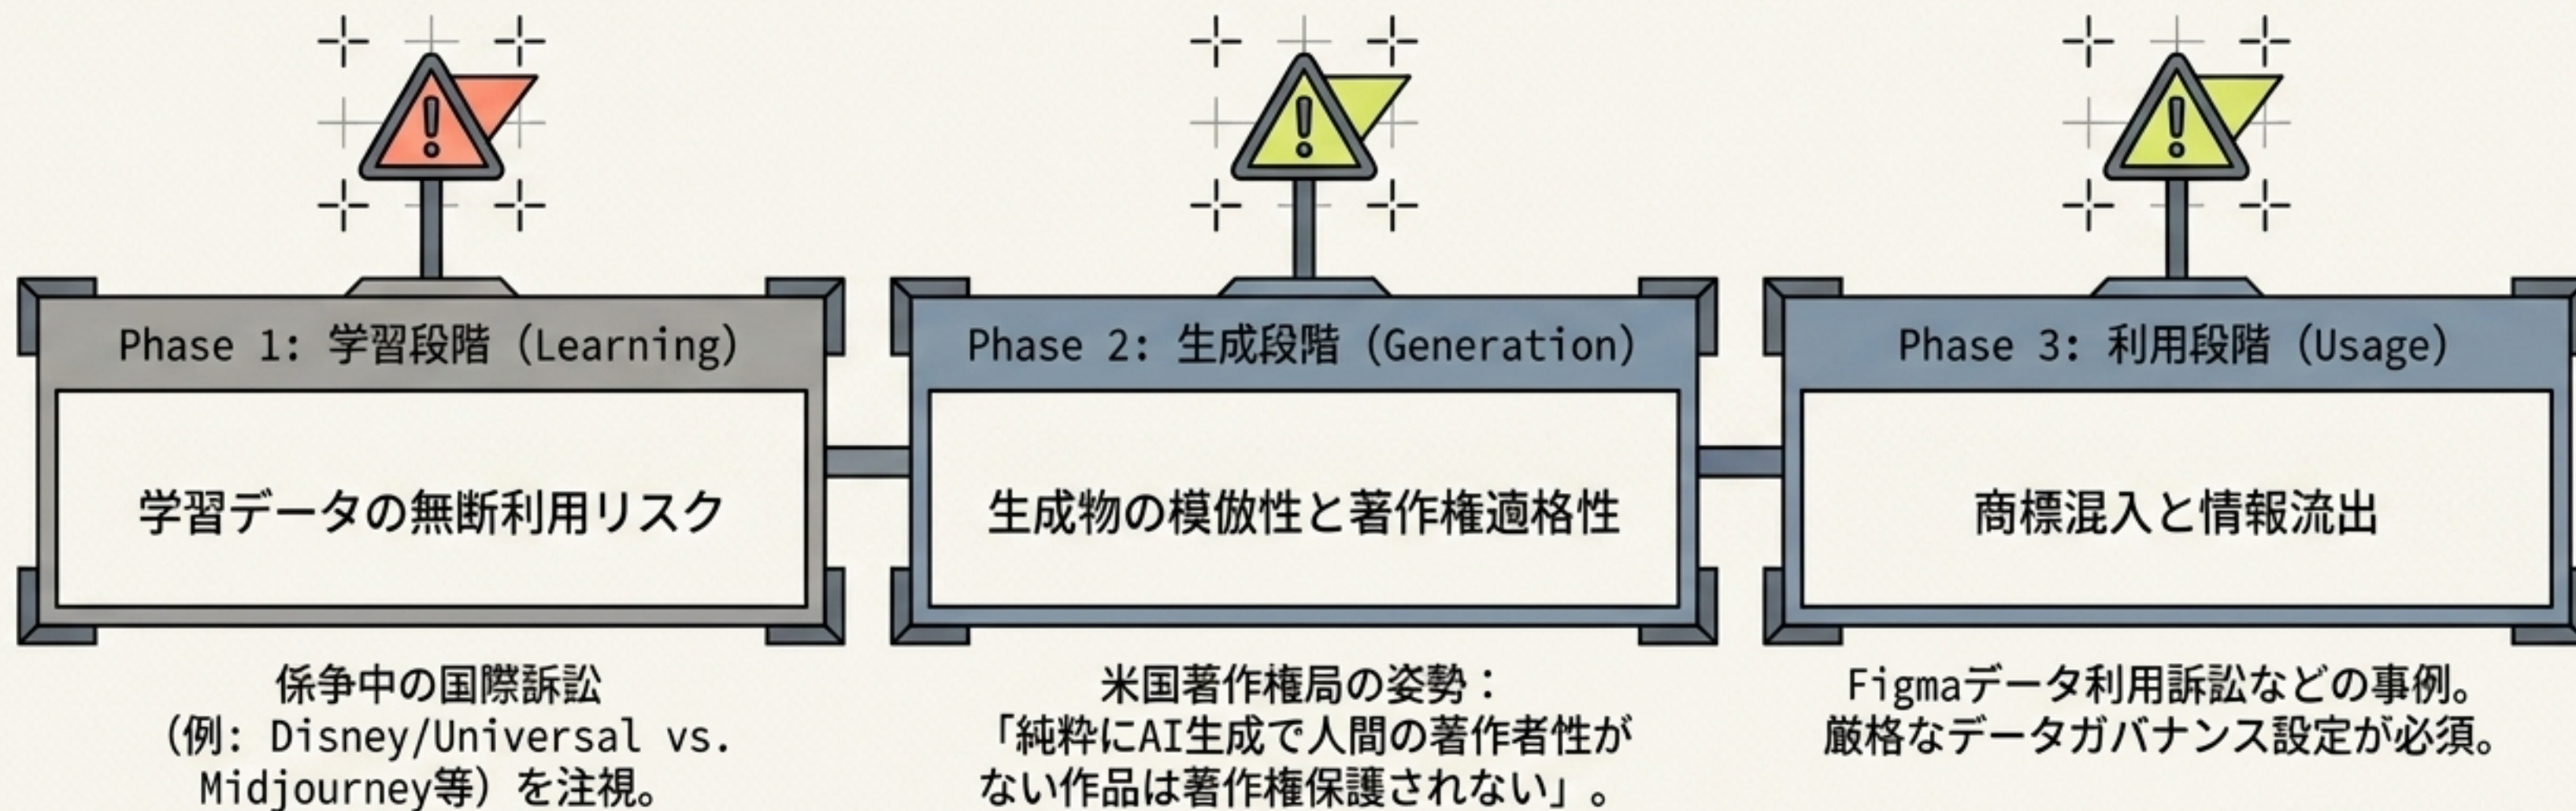 Phase 1: 学習段階（Learning）
学習データの無断利用リスク
係争中の国際訴訟
（例: Disney/Universal vs.
Midjourney等）を注視。
Phase 2: 生成段階（Generation）
生成物の模倣性と著作権適格性
米国著作権局の姿勢：
「純粋にAI生成で人間の著作者性が
ない作品は著作権保護されない」。
Phase 3: 利用段階（Usage）
商標混入と情報流出
Figmaデータ利用訴訟などの事例。
厳格なデータガバナンス設定が必須。